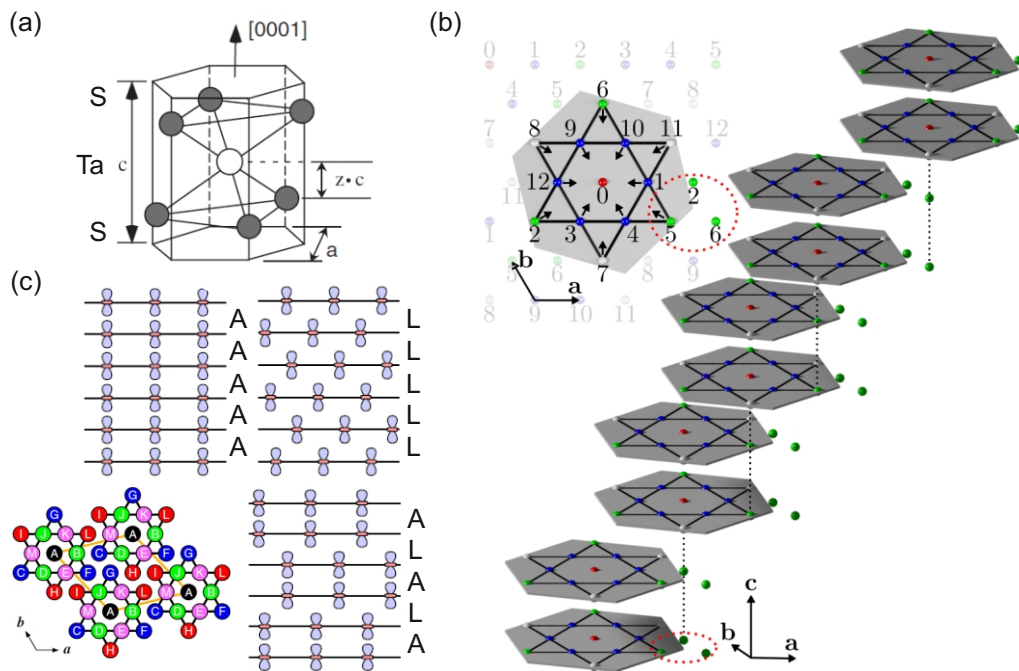 (a)
[0001]
S
c
Ta
z•c
S
a
(b)
0 1 2 3 4 5
4 5 6 7 8
7 8 9 10 11 12
11 12 0 1 2
1 2 3 4 5 6
5 6 7 8 9
b
a
8 9 10 11
c
b
a
(c)
A
A
A
A
A
L
L
L
L
L
G
I J K L
I J K L M A B
M A B C D E F G
C D E F G H I J K L
H I J K L M A B
M A B C D E F
C D E F H
H
b
a
A
L
A
L
A